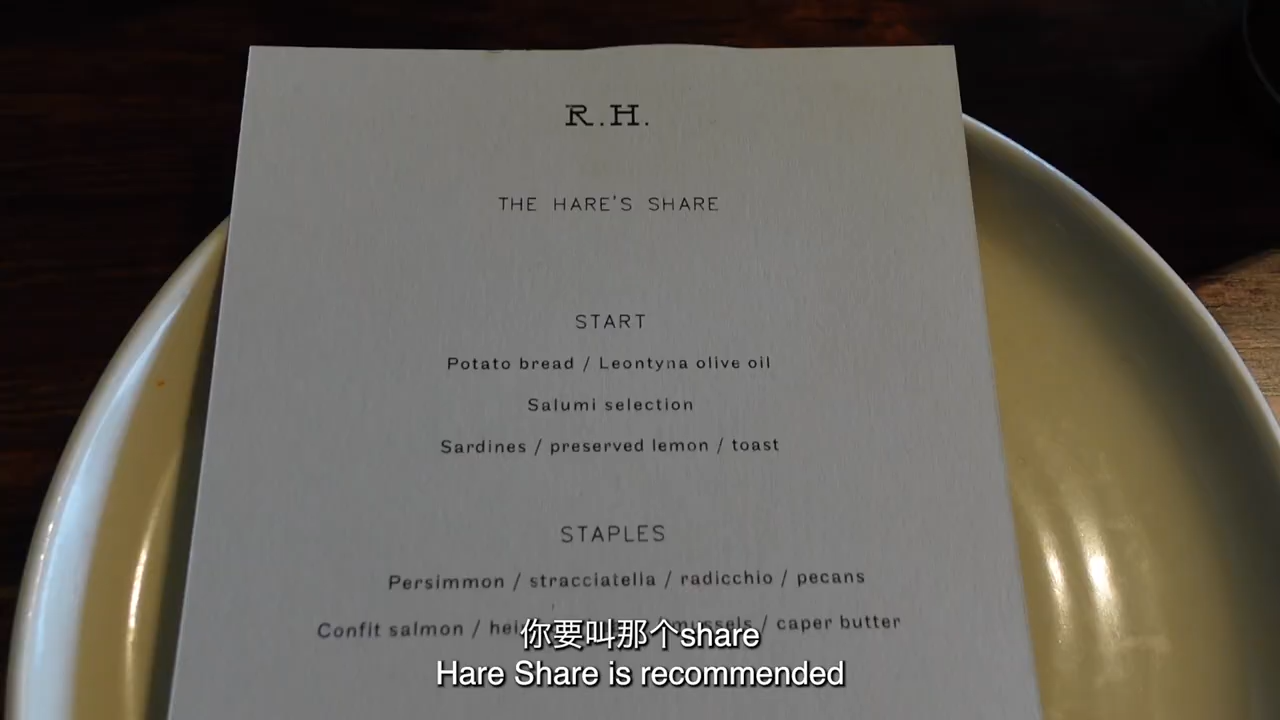 R.H.
THE HARE'S SHARE
START
Potato bread / Leontyna olive oil
Salumi selection
Sardines / preserved lemon / toast
STAPLES
Persimmon / stracciatella / radicchio / pecans
Confit salmon / mussels / caper butter
你要叫那个share
Hare Share is recommended